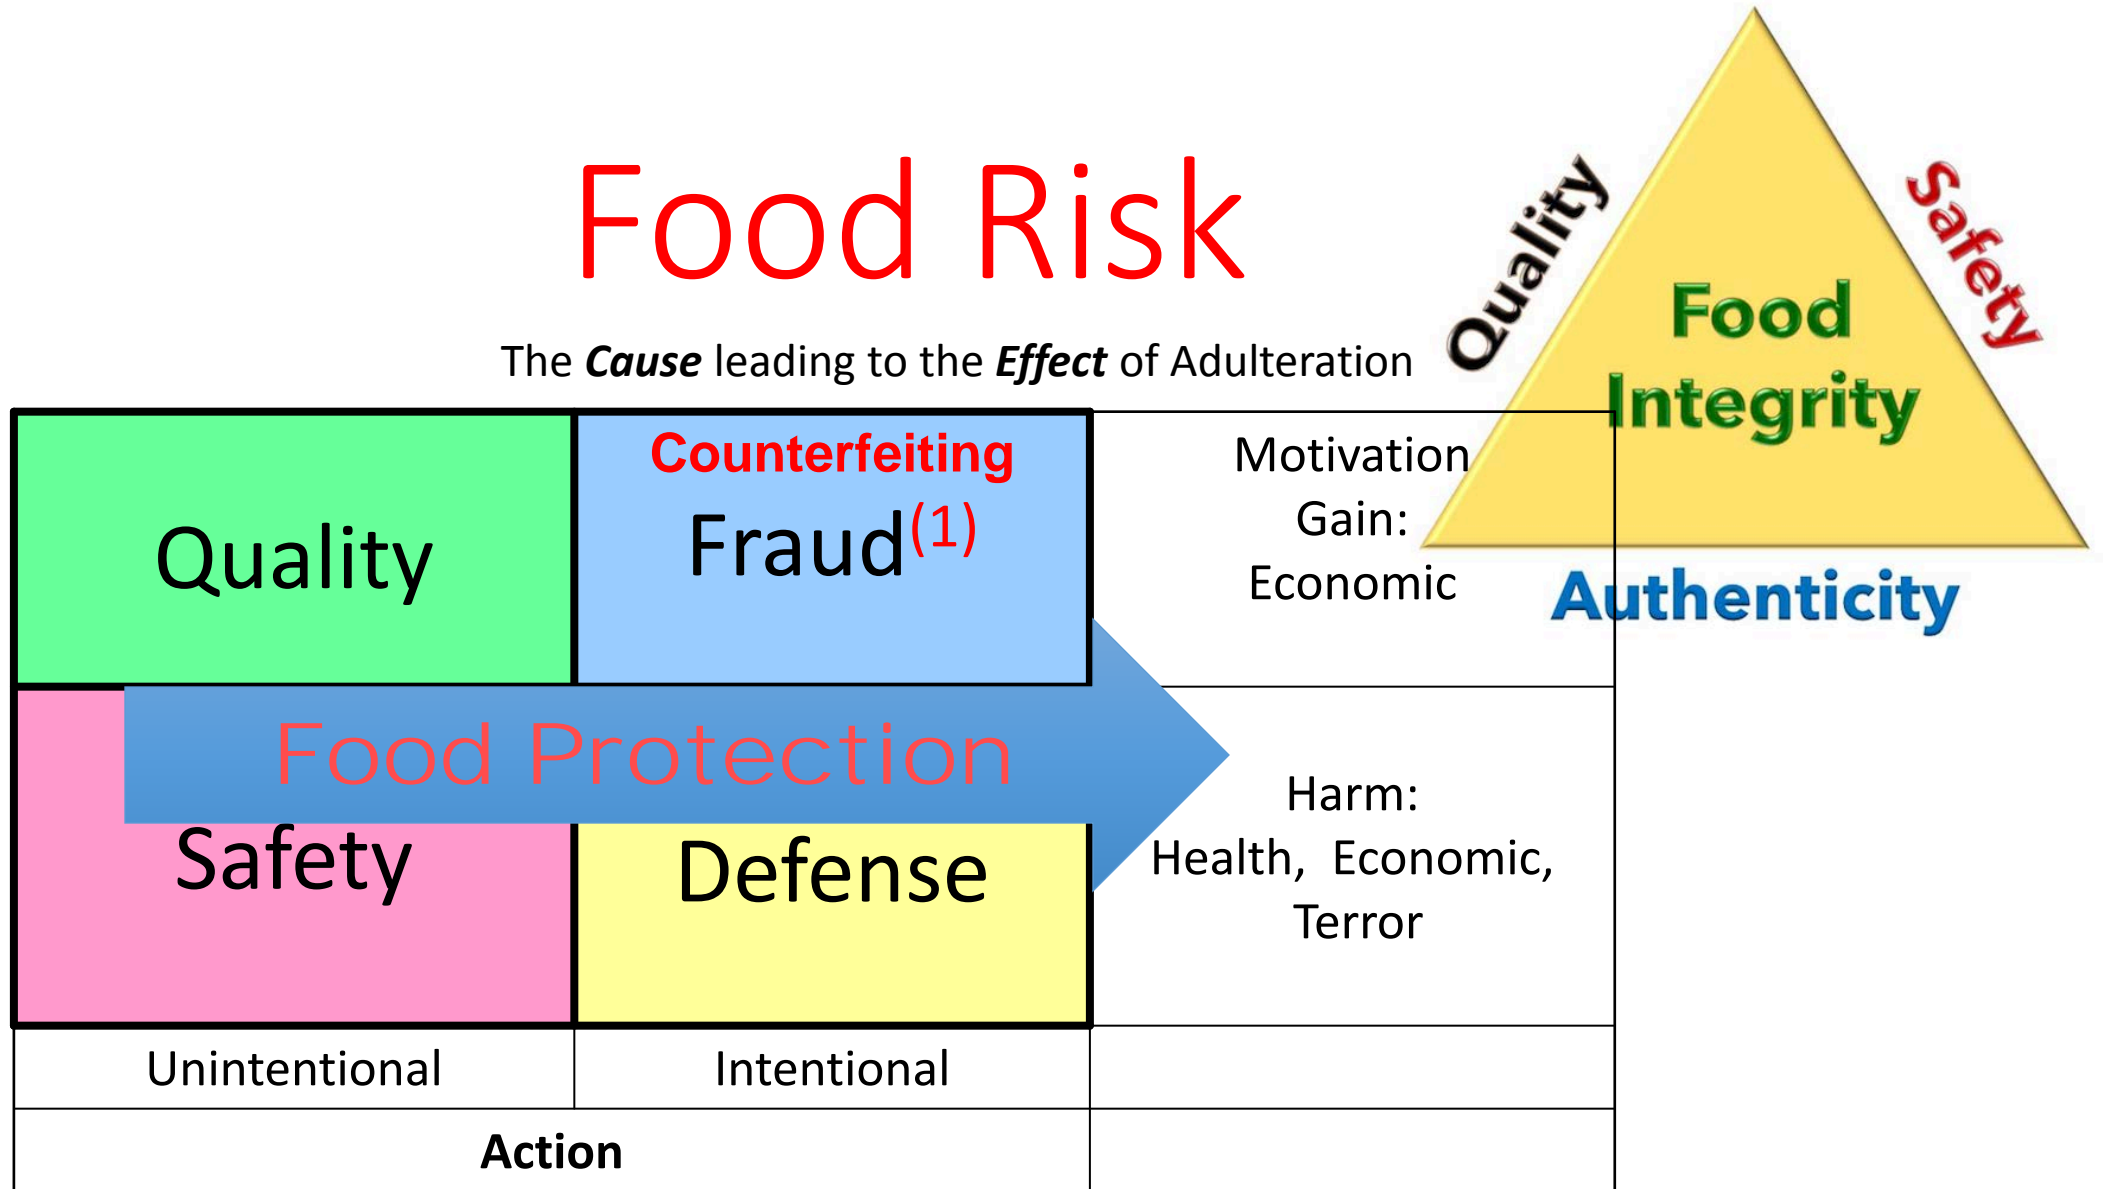 Food Risk
The Cause leading to the Effect of Adulteration
Quality
Safety
Food
Integrity
Authenticity
Quality
Counterfeiting
Fraud(1)
Motivation
Gain:
Economic
Food Protection
Safety
Defense
Harm:
Health, Economic,
Terror
Unintentional
Intentional
Action